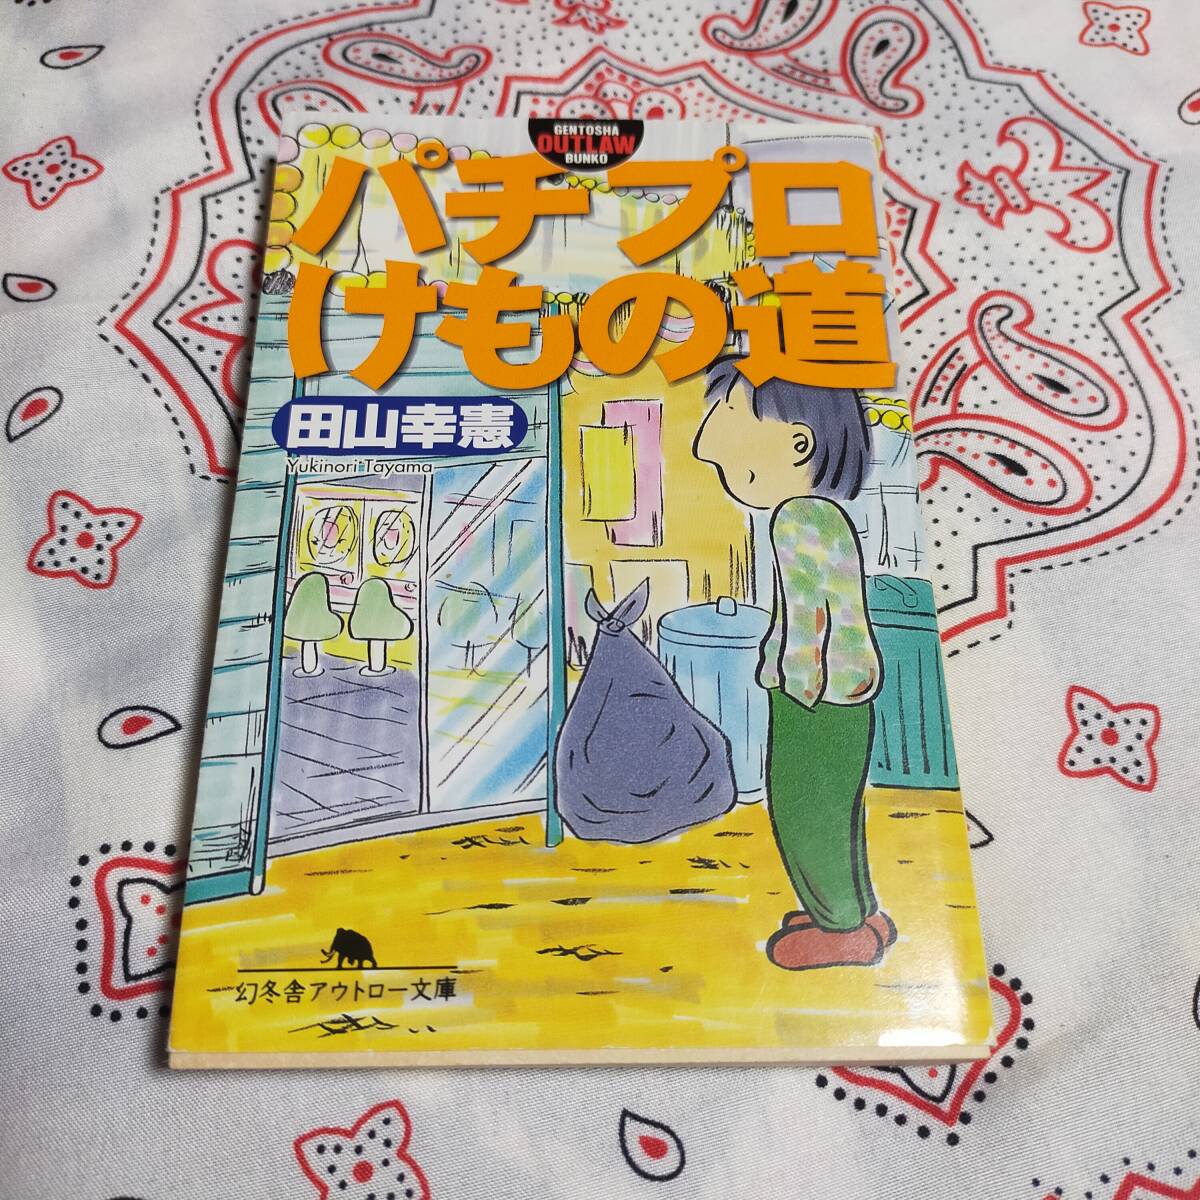 GENTOSHA
OUTLAW
BUNKO
パチプロ
けもの道
田山幸憲
Yukinori Tayama
幻冬舎アウトロー文庫